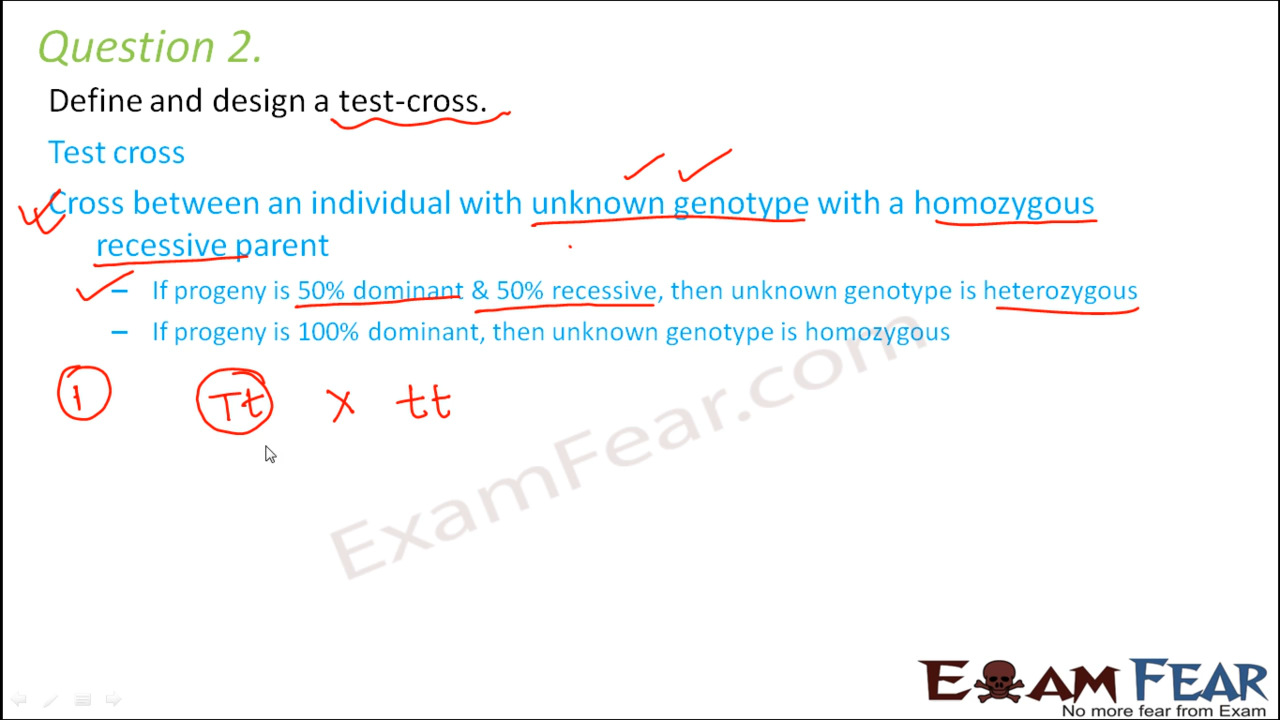 Question 2.
Define and design a test-cross.
Test cross
Cross between an individual with unknown genotype with a homozygous
recessive parent
– If progeny is 50% dominant & 50% recessive, then unknown genotype is heterozygous
– If progeny is 100% dominant, then unknown genotype is homozygous
1 Tt x tt
ExamFear.com
EXAM FEAR
No more fear from Exam